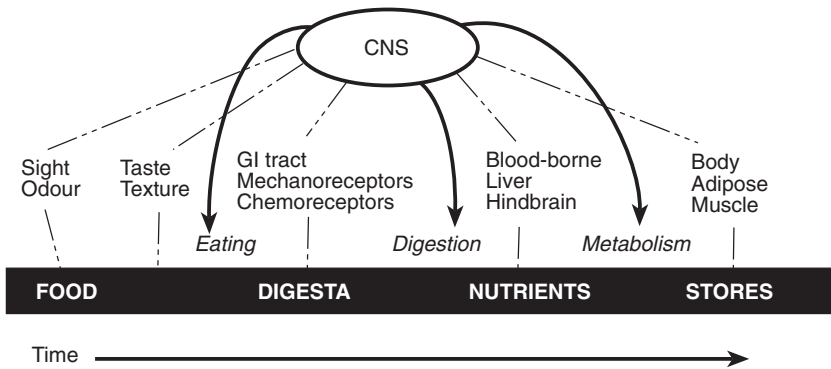 CNS
Sight
Odour
Taste
Texture
GI tract
Mechanoreceptors
Chemoreceptors
Blood-borne
Liver
Hindbrain
Body
Adipose
Muscle
Eating
Digestion
Metabolism
FOOD
DIGESTA
NUTRIENTS
STORES
Time